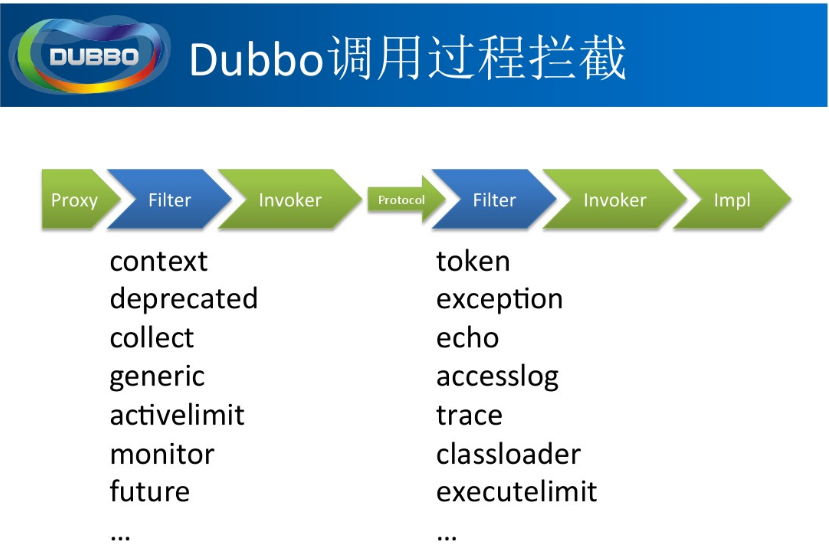 DUBBO
Dubbo调用过程拦截
Proxy Filter Invoker Protocol Filter Invoker Impl
context
deprecated
collect
generic
activelimit
monitor
future
...
token
exception
echo
accesslog
trace
classloader
executelimit
...